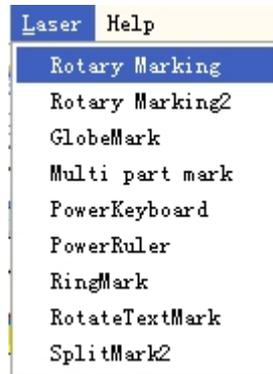 Laser Help
Rotary Marking
Rotary Marking2
GlobeMark
Multi part mark
PowerKeyboard
PowerRuler
RingMark
RotateTextMark
SplitMark2